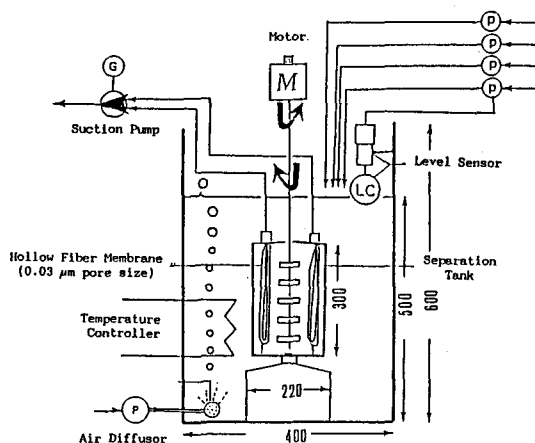 Motor.
P
P
P
P
G
M
Suction Pump
Level Sensor
LC
Hollow Fiber Membrane
(0.03 μm pore size)
Separation
Tank
300
500
600
Temperature
Controller
220
P
Air Diffusor
400